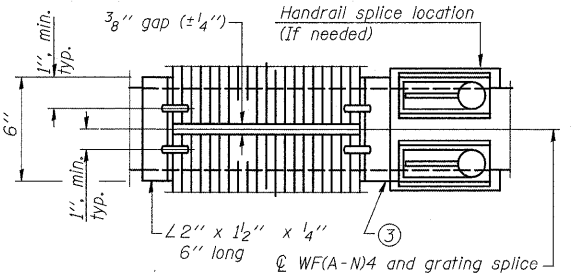 3/8" gap (±1/4")
Handrail splice location
(If needed)
1", min.
typ.
6"
1", min.
typ.
∠2" x 1 1/2" x 1/4"
6" long
3
℄ WF(A-N)4 and grating splice